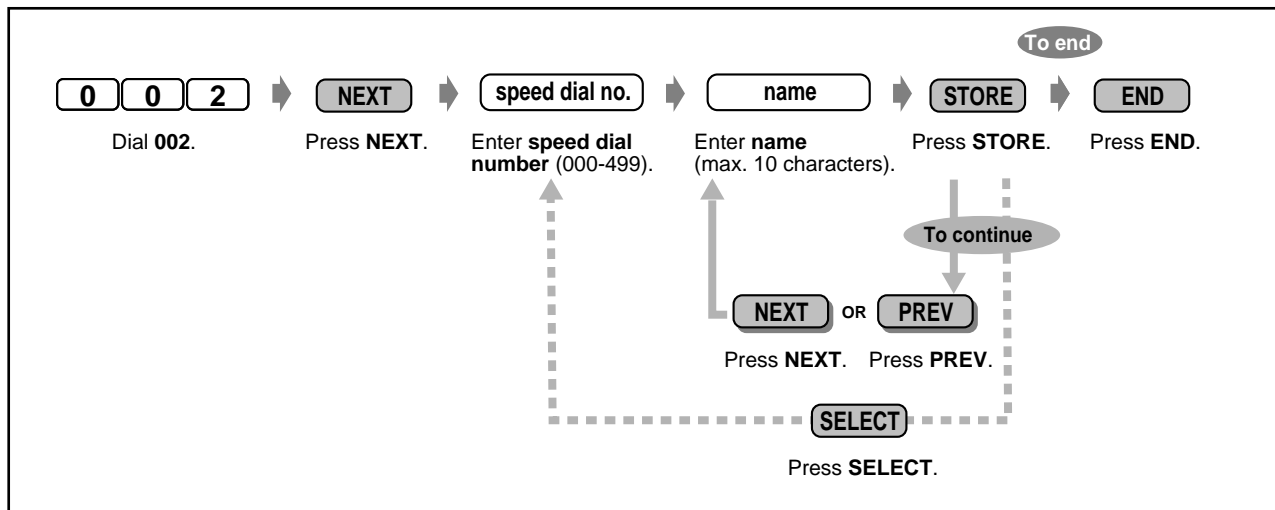 To end
0 0 2 NEXT speed dial no. name STORE END
Dial 002. Press NEXT. Enter speed dial Enter name Press STORE. Press END.
number (000-499). (max. 10 characters).
To continue
NEXT OR PREV
Press NEXT. Press PREV.
SELECT
Press SELECT.